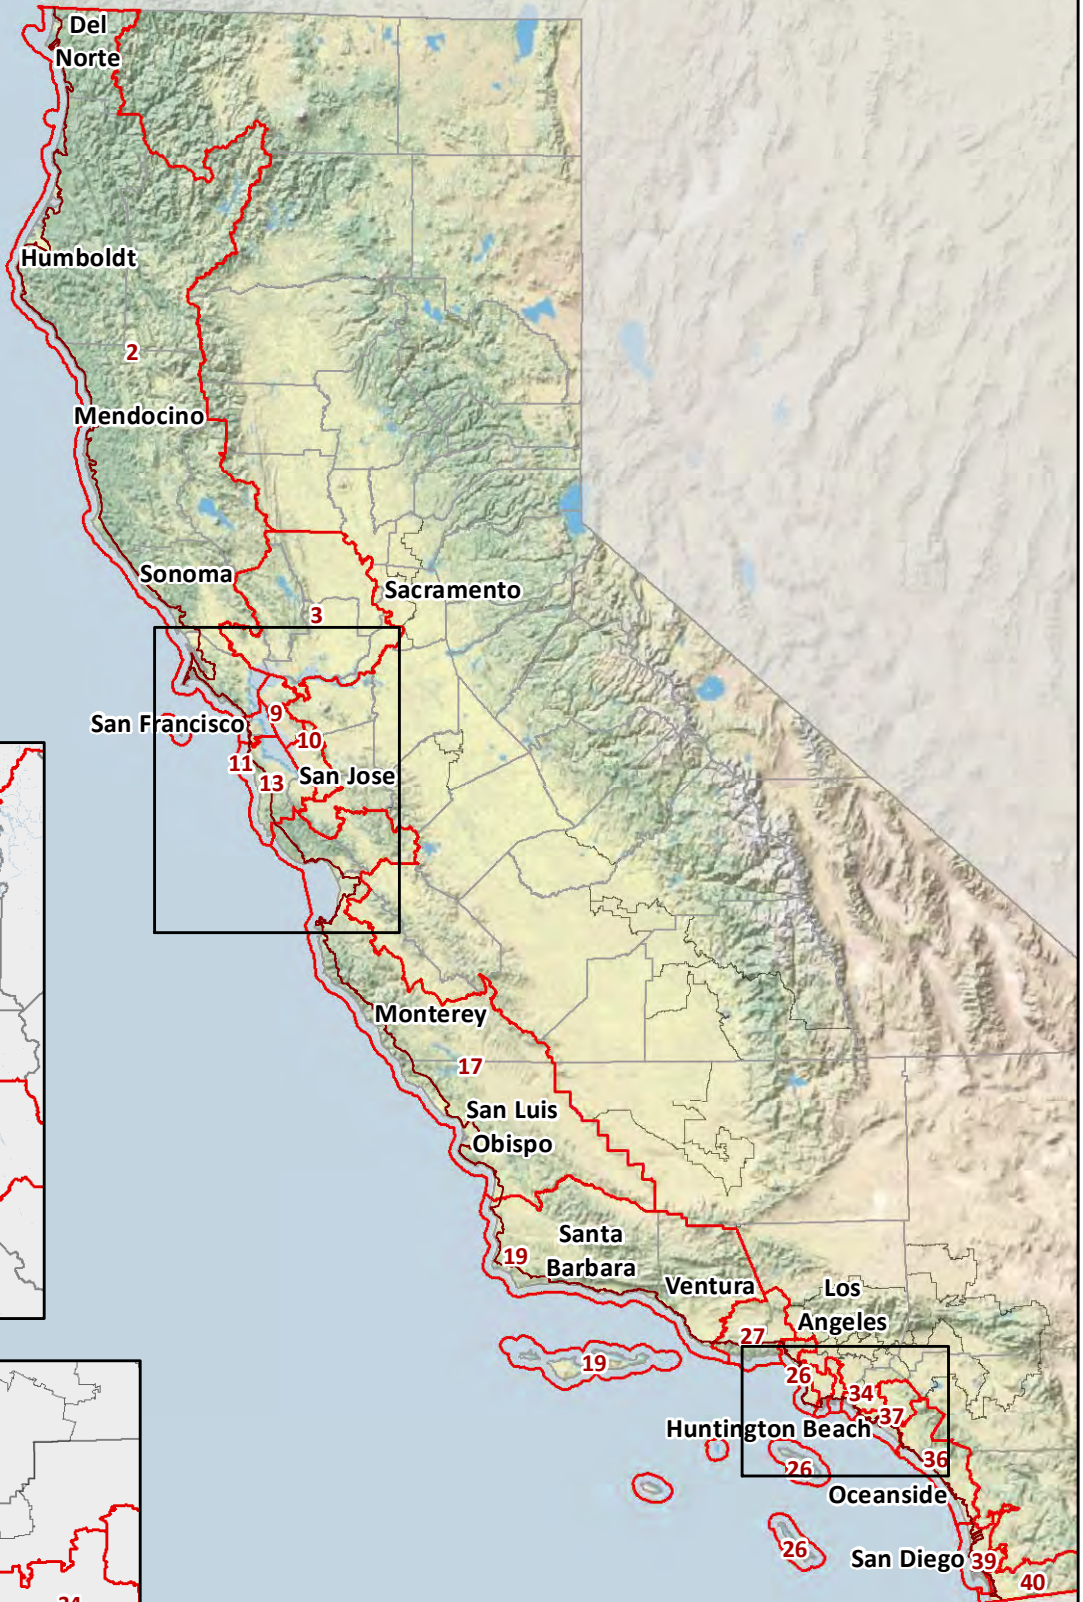 Del
Norte
Humboldt
2
Mendocino
Sonoma
Sacramento
3
San Francisco
9
10
11
13
San Jose
Monterey
17
San Luis
Obispo
Santa
Barbara
19
Ventura
Los
Angeles
27
19
26
34
37
Huntington Beach
36
26
Oceanside
26
San Diego
39
40